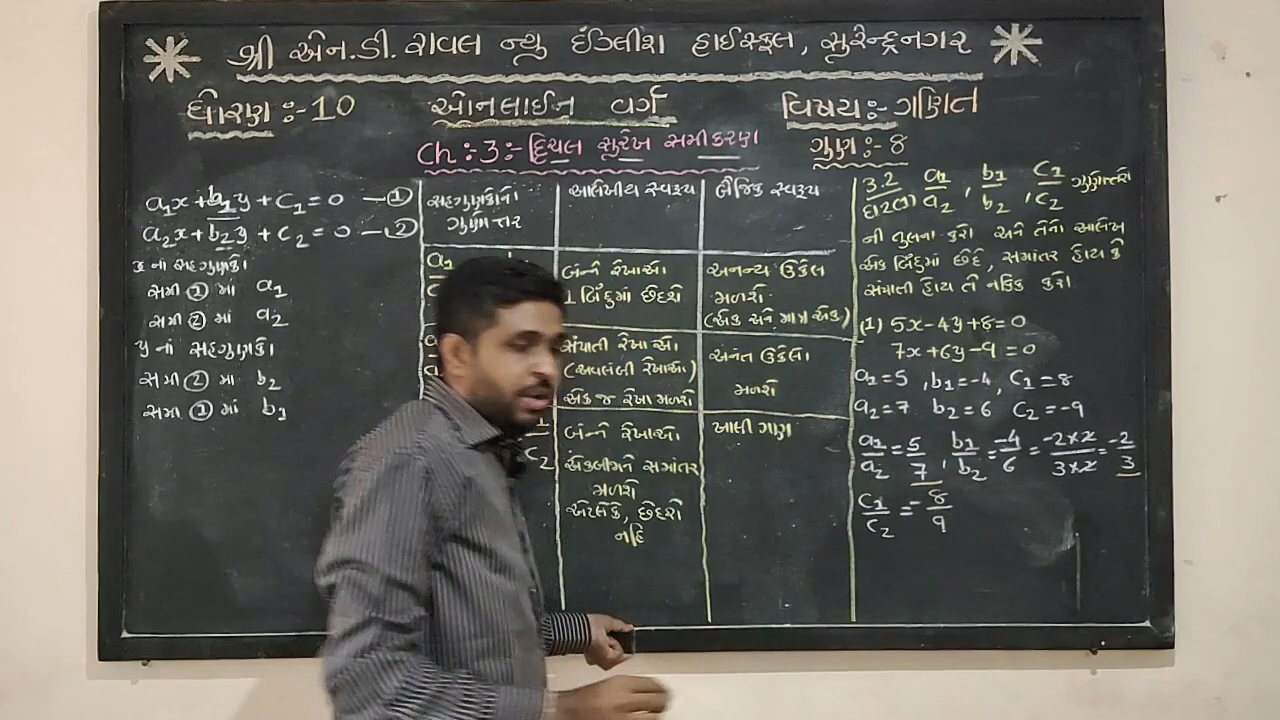 શ્રી એન.ડી. રાવલ ન્યુ ઇંગ્લીશ હાઈસ્કૂલ, સુરેન્દ્રનગર
ધોરણ :- 10 ઓનલાઈન વર્ગ વિષય :- ગણિત
Ch :- 3 :- દ્વિચલ સુરેખ સમીકરણ ગુણ :- 8
a₁x + b₁y + c₁ = 0 — ①
a₂x + b₂y + c₂ = 0 — ②
x ના સહગુણકો
સમી ① માં a₁
સમી ② માં a₂
y નાં સહગુણકો
સમી ② માં b₂
સમી ① માં b₁
સહગુણકોનો ગુણોત્તર
આલેખીય સ્વરૂપ
બૈજિક સ્વરૂપ
a₁
બંન્ને રેખાઓ
1 બિંદુમાં છેદશે
અનન્ય ઉકેલ
મળશે
(એક અને માત્ર એક)
સંપાતી રેખાઓ
(અવલંબી રેખાઓ)
એક જ રેખા મળશે
અનંત ઉકેલ
મળશે
c₂
બંન્ને રેખાઓ
એકબીજાને સમાંતર
મળશે
એટલેકે, છેદશે
નહિ
ખાલી ગણ
3.2 a₁/a₂, b₁/b₂, c₁/c₂ ગુણોત્તરો
ની તુલના કરો અને તેનો આલેખ
એક બિંદુમાં છેદે, સમાંતર હોય કે
સંપાતી હોય તે નક્કિ કરો
(1) 5x-4y+8=0
7x+6y-9=0
a₁=5, b₁=-4, c₁=8
a₂=7 b₂=6 c₂=-9
a₁/a₂ = 5/7, b₁/b₂ = -4/6 = -2×2/3×2 = -2/3
c₁/c₂ = -8/9